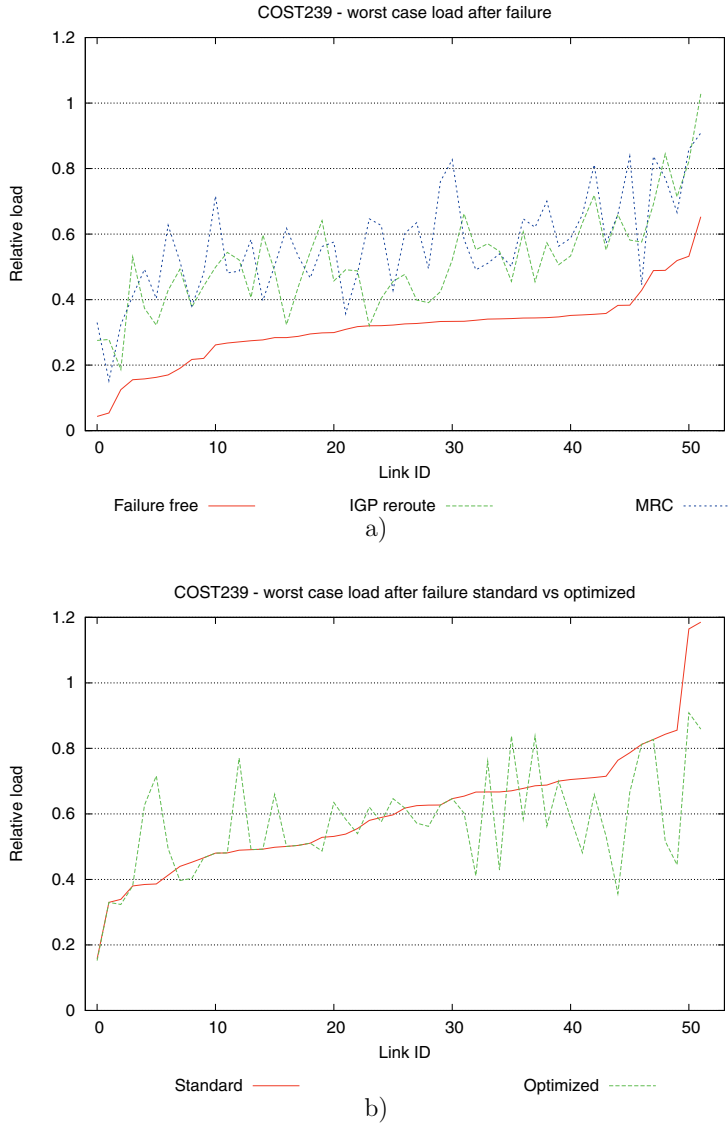 COST239 - worst case load after failure
1.2
1
0.8
0.6
0.4
0.2
0
Relative load
0 10 20 30 40 50
Link ID
Failure free IGP reroute MRC
a)
COST239 - worst case load after failure standard vs optimized
1.2
1
0.8
0.6
0.4
0.2
0
Relative load
0 10 20 30 40 50
Link ID
Standard Optimized
b)